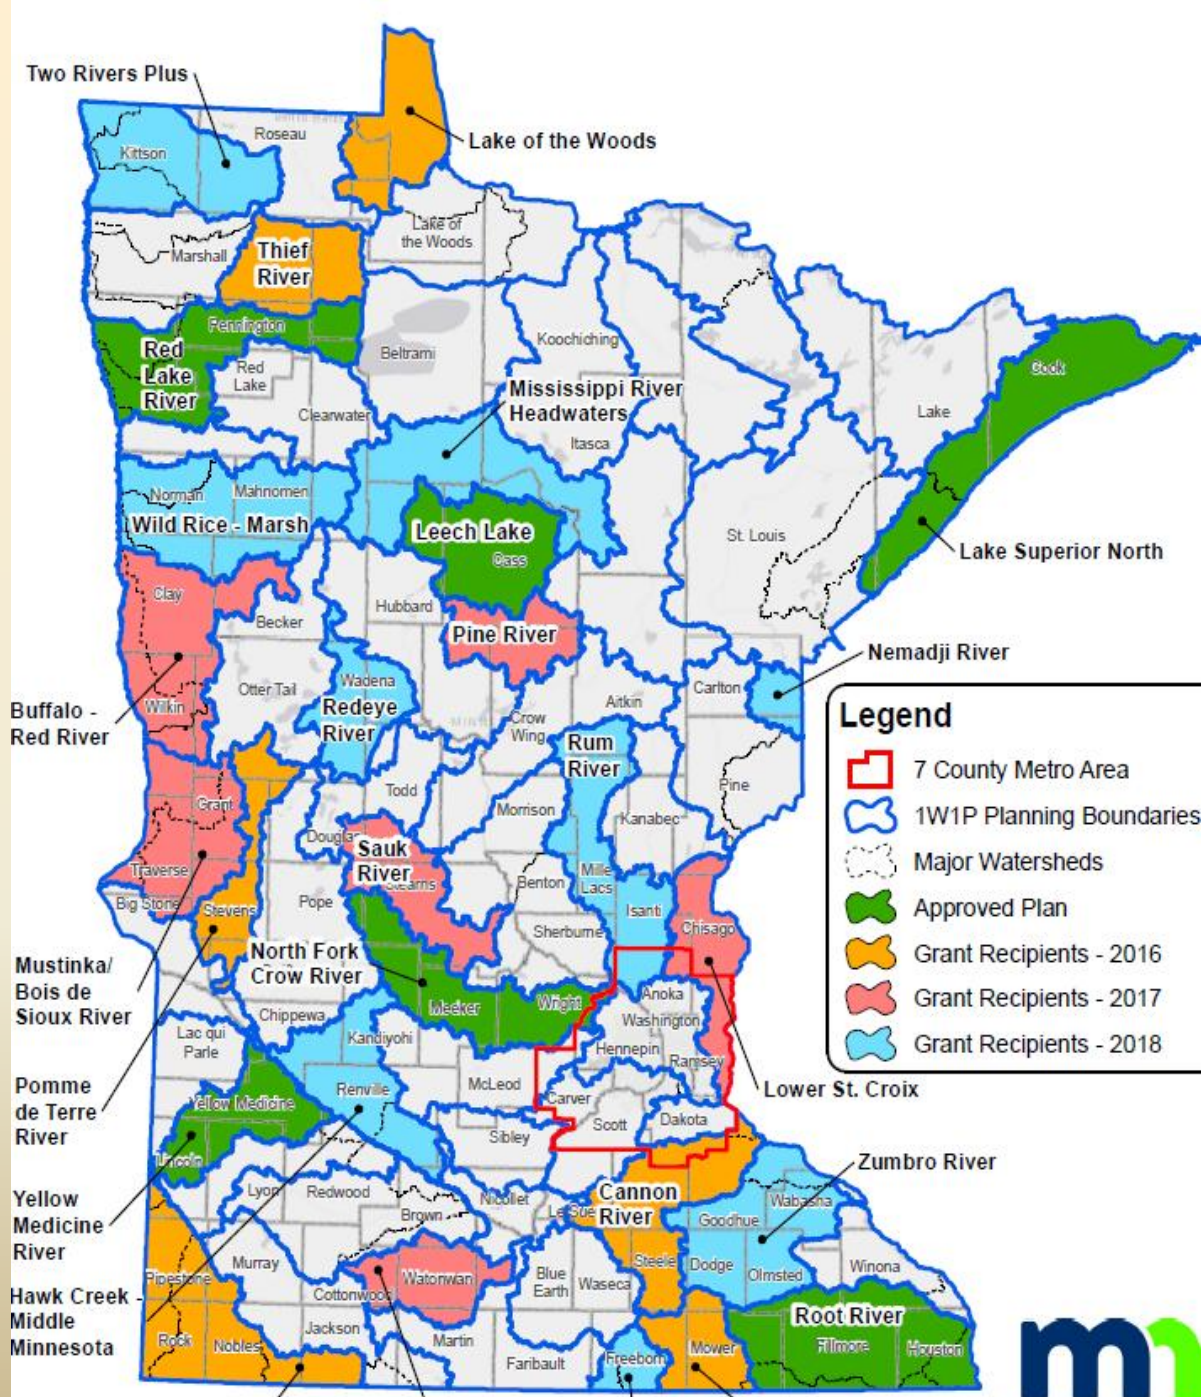 Two Rivers Plus
Roseau
Kittson
Lake of the Woods
Lake of
the Woods
Marshall
Thief
River
Pennington
Red
Lake
River
Red
Lake
Beltrami
Koochiching
Clearwater
Mississippi River
Headwaters
Itasca
Lake
Cook
Norman
Mahnomen
Wild Rice - Marsh
Leech Lake
Cass
St. Louis
Lake Superior North
Clay
Becker
Hubbard
Pine River
Nemadji River
Carlton
Aitkin
Otter Tail
Wadena
Redeye
River
Buffalo -
Red River
Wilkin
Crow
Wing
Rum
River
Pine
Todd
Morrison
Kanabec
Grant
Douglas
Sauk
River
Stearns
Traverse
Big Stone
Stevens
Pope
Benton
Mille
Lacs
Isanti
Sherburne
Chisago
North Fork
Crow River
Meeker
Wright
Anoka
Washington
Hennepin
Ramsey
Mustinka/
Bois de
Sioux River
Chippewa
Kandiyohi
Lac qui
Parle
McLeod
Carver
Scott
Dakota
Lower St. Croix
Pomme
de Terre
River
Yellow Medicine
Renville
Sibley
Lincoln
Yellow
Medicine
River
Lyon
Redwood
Brown
Nicollet
Le Sue
Cannon
River
Zumbro River
Wabasha
Goodhue
Murray
Pipestone
Cottonwood
Watonwan
Blue
Earth
Waseca
Steele
Dodge
Olmsted
Winona
Hawk Creek -
Middle
Minnesota
Rock
Nobles
Jackson
Martin
Faribault
Freeborn
Mower
Root River
Fillmore
Houston
Legend
7 County Metro Area
1W1P Planning Boundaries
Major Watersheds
Approved Plan
Grant Recipients - 2016
Grant Recipients - 2017
Grant Recipients - 2018
m